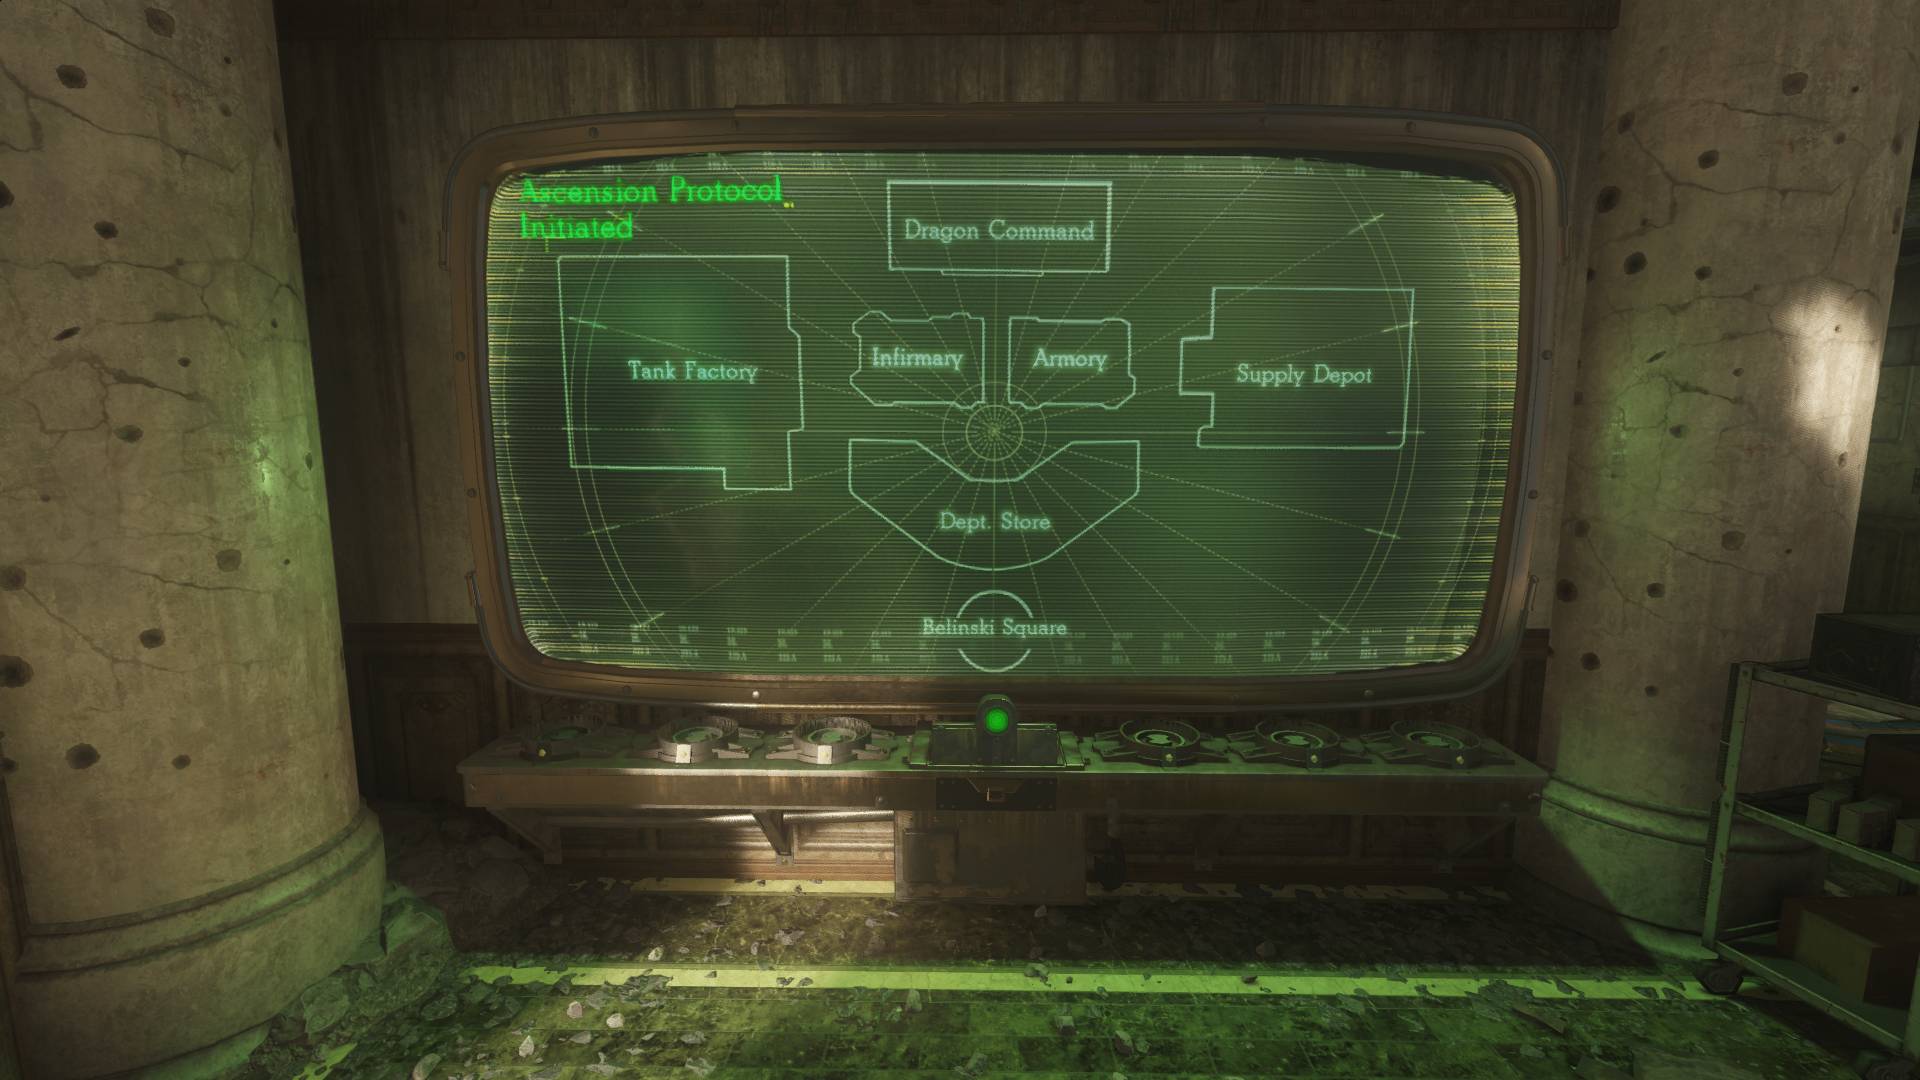 Ascension Protocol
Initiated
Dragon Command
Tank Factory
Infirmary
Armory
Supply Depot
Dept. Store
Belinski Square